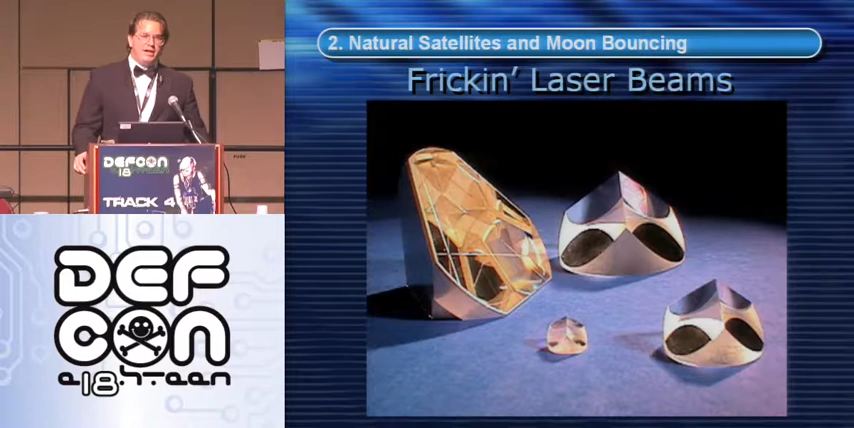 2. Natural Satellites and Moon Bouncing
Frickin' Laser Beams
DEFCON
18
TRACK 4
DEF
CON
e18hteen